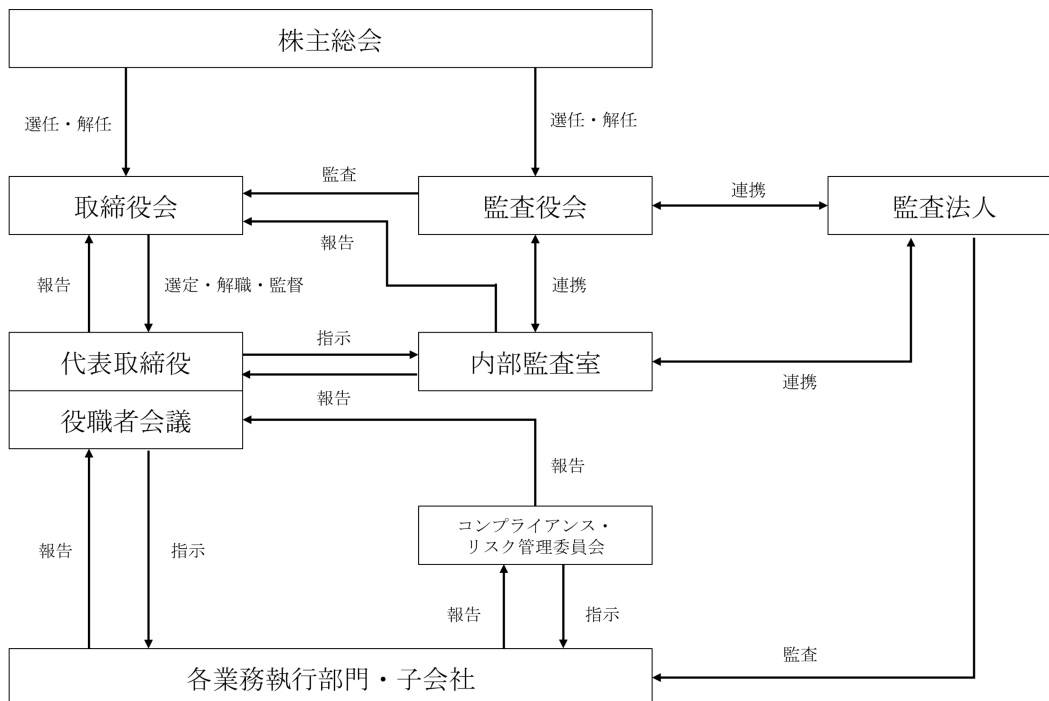 株主総会
選任・解任
選任・解任
取締役会
監査
監査役会
連携
監査法人
報告
報告
選定・解職・監督
連携
代表取締役
指示
内部監査室
連携
報告
役職者会議
報告
コンプライアンス・
リスク管理委員会
報告
指示
報告
指示
監査
各業務執行部門・子会社